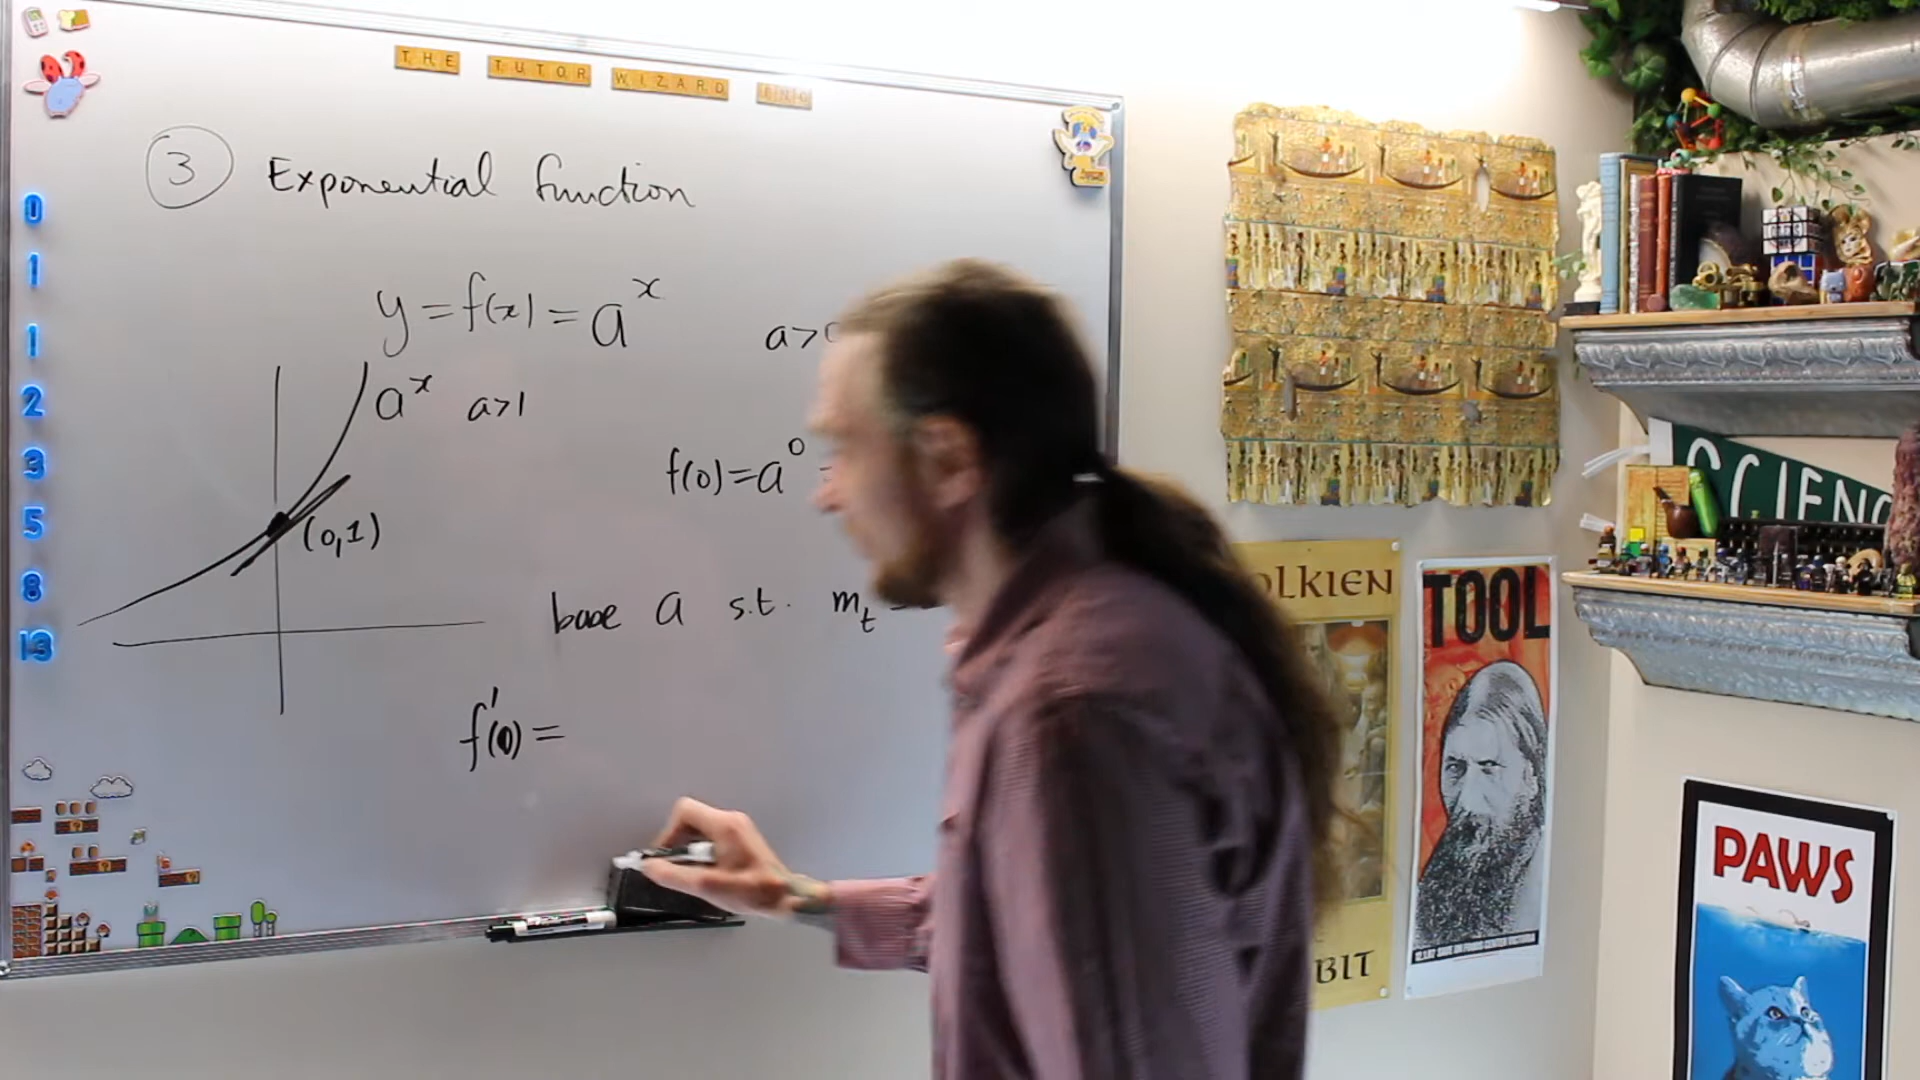 THE TUTOR WIZARD
3 Exponential function
y = f(x) = a^x a>
a^x a>1
f(0) = a^0
(0,1)
base a s.t. m_t =
f'(0) =
0
1
1
2
3
5
8
13
SCIENC
OLKIEN
BIT
TOOL
PAWS